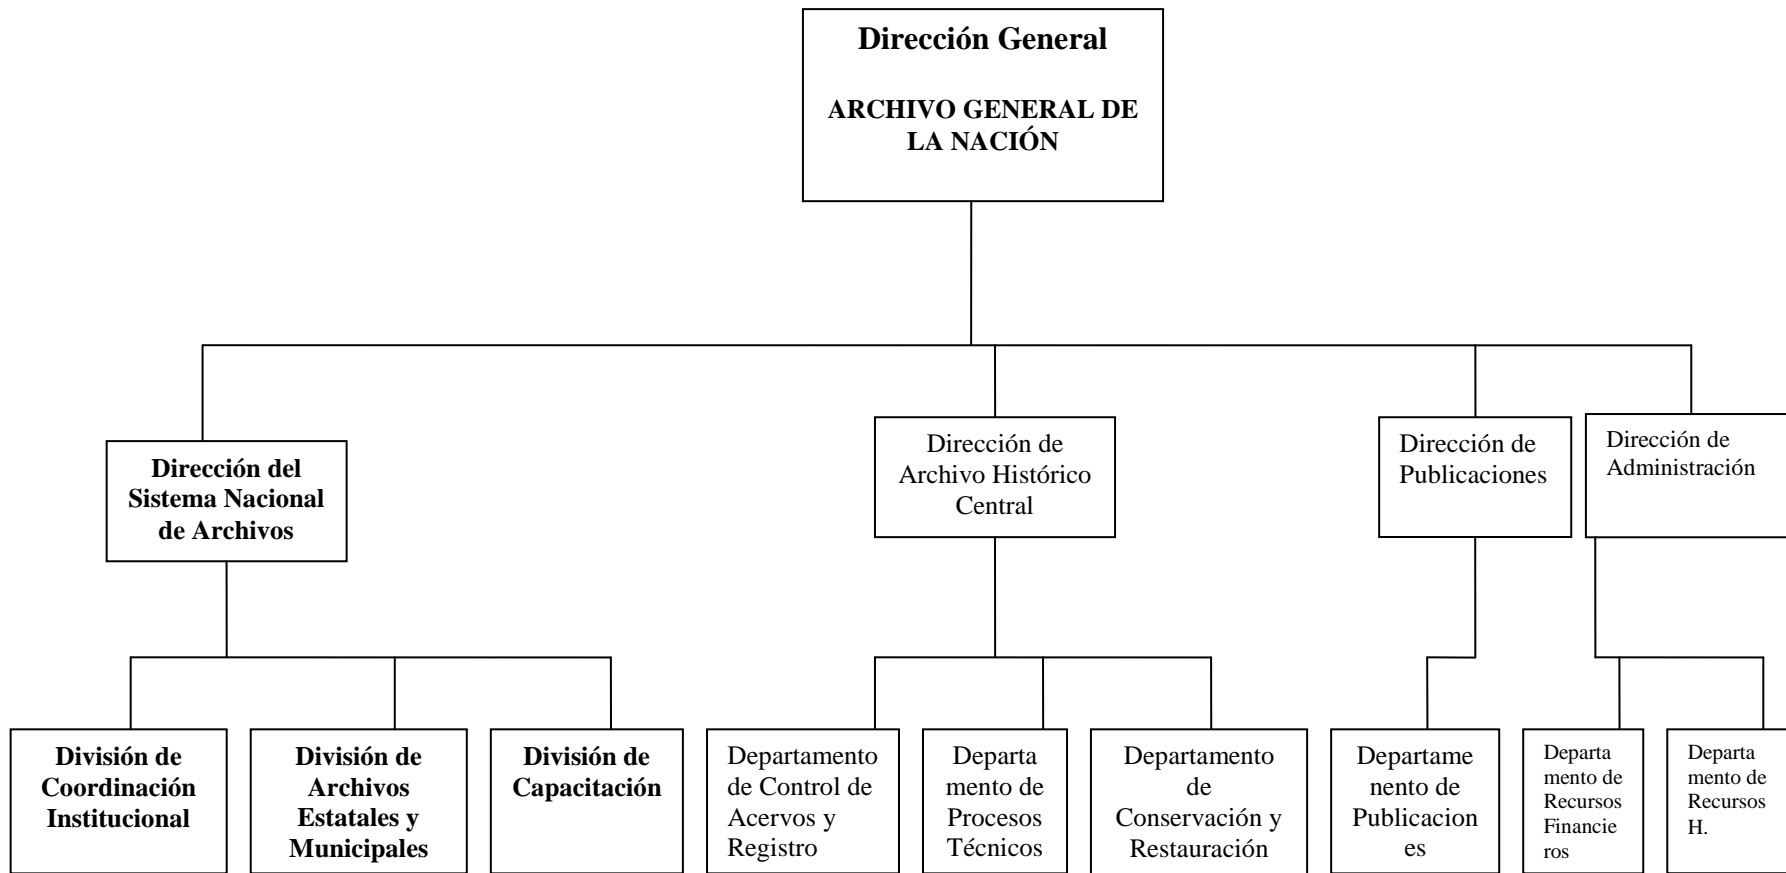 Dirección General
ARCHIVO GENERAL DE
LA NACIÓN
Dirección del
Sistema Nacional
de Archivos
Dirección de
Archivo Histórico
Central
Dirección de
Publicaciones
Dirección de
Administración
División de
Coordinación
Institucional
División de
Archivos
Estatales y
Municipales
División de
Capacitación
Departamento
de Control de
Acervos y
Registro
Departa
mento de
Procesos
Técnicos
Departamento
de
Conservación y
Restauración
Departame
nento de
Publicacion
es
Departa
mento de
Recursos
Financie
ros
Departa
mento de
Recursos
H.